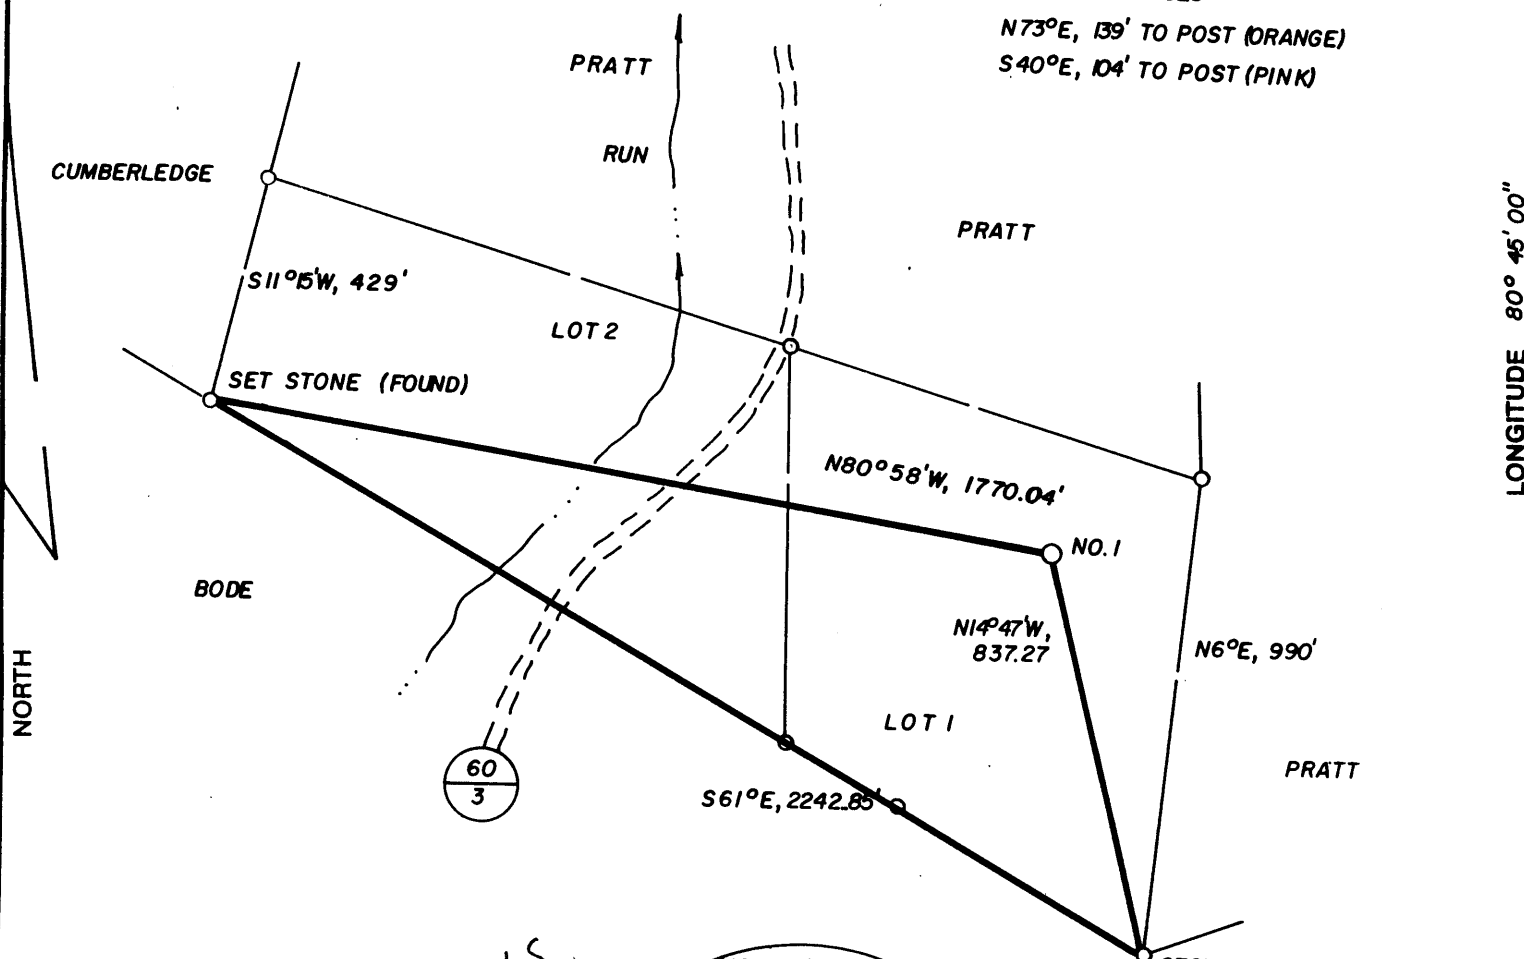 N73°E, 139' TO POST (ORANGE)
S40°E, 104' TO POST (PINK)
PRATT
RUN
CUMBERLEDGE
PRATT
LONGITUDE 80° 45' 00"
S11°15'W, 429'
LOT 2
SET STONE (FOUND)
N80°58'W, 1770.04'
NO. 1
BODE
N14°47'W,
837.27
N6°E, 990'
NORTH
LOT 1
PRATT
60
3
S61°E, 2242.85'